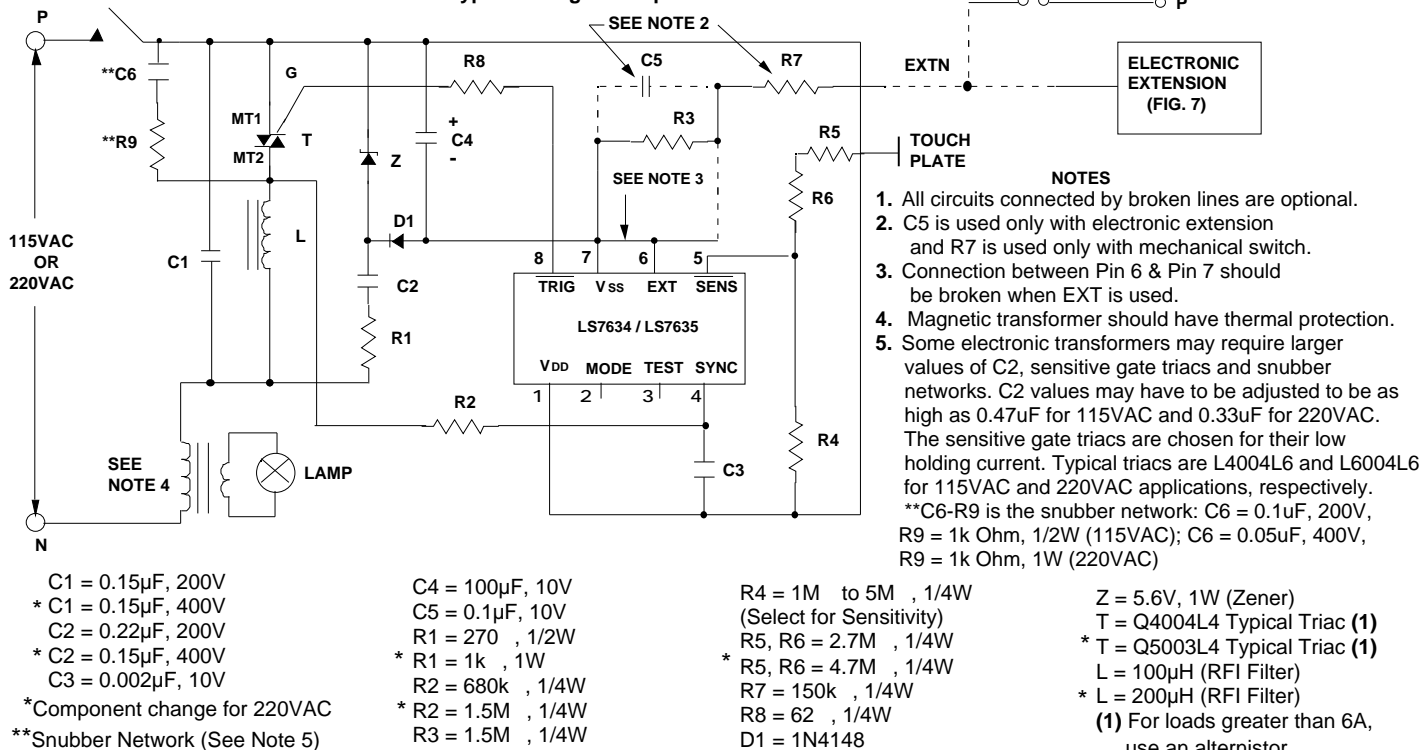 P
P
SEE NOTE 2
**C6
G
R8
C5
R7
EXTN
ELECTRONIC
EXTENSION
(FIG. 7)
MT1
MT2
T
**R9
+
C4
-
Z
R3
R5
TOUCH
PLATE
SEE NOTE 3
R6
115VAC
OR
220VAC
L
D1
C1
C2
R1
8 7 6 5
TRIG VSS EXT SENS
LS7634 / LS7635
VDD MODE TEST SYNC
1 2 3 4
R2
R4
C3
SEE
NOTE 4
LAMP
N
NOTES
1. All circuits connected by broken lines are optional.
2. C5 is used only with electronic extension
and R7 is used only with mechanical switch.
3. Connection between Pin 6 & Pin 7 should
be broken when EXT is used.
4. Magnetic transformer should have thermal protection.
5. Some electronic transformers may require larger
values of C2, sensitive gate triacs and snubber
networks. C2 values may have to be adjusted to be as
high as 0.47uF for 115VAC and 0.33uF for 220VAC.
The sensitive gate triacs are chosen for their low
holding current. Typical triacs are L4004L6 and L6004L6
for 115VAC and 220VAC applications, respectively.
**C6-R9 is the snubber network: C6 = 0.1uF, 200V,
R9 = 1k Ohm, 1/2W (115VAC); C6 = 0.05uF, 400V,
R9 = 1k Ohm, 1W (220VAC)
C1 = 0.15µF, 200V
* C1 = 0.15µF, 400V
C2 = 0.22µF, 200V
* C2 = 0.15µF, 400V
C3 = 0.002µF, 10V
*Component change for 220VAC
**Snubber Network (See Note 5)
C4 = 100µF, 10V
C5 = 0.1µF, 10V
R1 = 270 , 1/2W
* R1 = 1k , 1W
R2 = 680k , 1/4W
* R2 = 1.5M , 1/4W
R3 = 1.5M , 1/4W
R4 = 1M to 5M , 1/4W
(Select for Sensitivity)
R5, R6 = 2.7M , 1/4W
* R5, R6 = 4.7M , 1/4W
R7 = 150k , 1/4W
R8 = 62 , 1/4W
D1 = 1N4148
Z = 5.6V, 1W (Zener)
T = Q4004L4 Typical Triac (1)
* T = Q5003L4 Typical Triac (1)
L = 100µH (RFI Filter)
* L = 200µH (RFI Filter)
(1) For loads greater than 6A,
use an alternistor